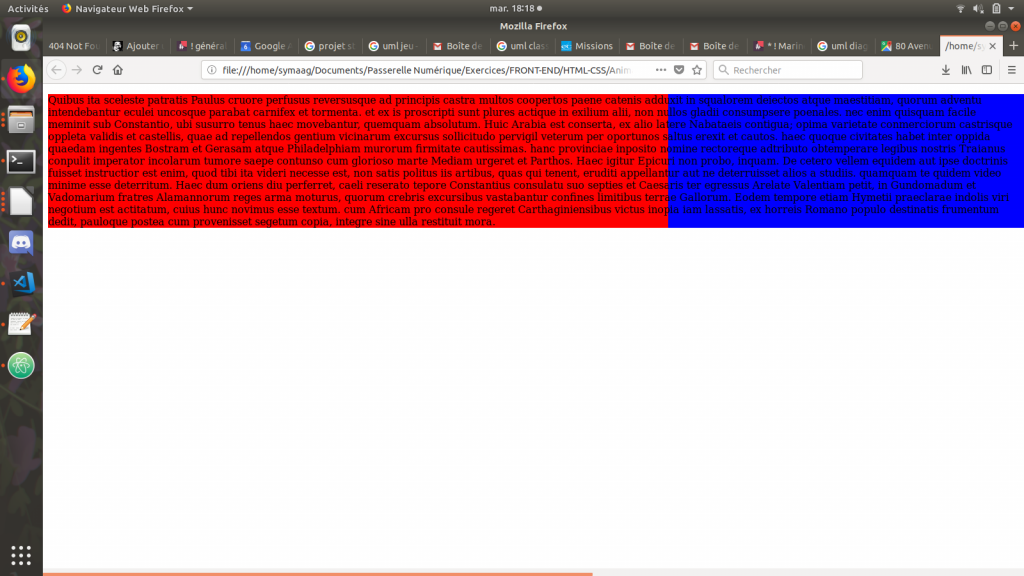 Activités Navigateur Web Firefox mar. 18:18
Mozilla Firefox
404 Not Fou Ajouter ! général Google projet s uml jeu Boîte de uml clas Missions Boîte de Boîte de * ! Marin uml diag 80 Aven /home/sy
file:///home/symaag/Documents/Passerelle Numérique/Exercices/FRONT-END/HTML-CSS/Anim Rechercher
Quibus ita sceleste patratis Paulus cruore perfusus reversusque ad principis castra multos coopertos paene catenis adduxit in squalorem deiectos atque maestitiam, quorum adventu
intendebantur eculei uncosque parabat carnifex et tormenta. et ex is proscripti sunt plures actique in exilium alii, non nullos gladii consumpsere poenales. nec enim quisquam facile
meminit sub Constantio, ubi susurro tenus haec movebantur, quemquam absolutum. Huic Arabia est conserta, ex alio latere Nabataeis contigua, opima varietate conmerciorum castrisque
oppleta validis et castellis, quae ad repellendos gentium vicinarum excursus sollicitudo pervigil veterum per oportunos saltus erexit et cautos. haec quoque civitates habet inter oppida
quaedam ingentes Bostram et Gerasam atque Philadelphiam murorum firmitate cautissimas. hanc provinciae inposito nomine rectoreque adtributo obtemperare legibus nostris Traianus
conpulit imperator incolarum tumore saepe contunso cum glorioso marte Mediam urgeret et Parthos. Haec igitur Epicuri non probo, inquam. De cetero vellem equidem aut ipse doctrinis
fuisset instructior est enim, quod tibi ita videri necesse est, non satis politus iis artibus, quas qui tenent, eruditi appellantur aut ne deterruisset alios a studiis. quamquam te quidem video
minime esse deterritum. Haec dum oriens diu perferret, caeli reserato tepore Constantius consulatu suo septies et Caesaris ter egressus Arelate Valentiam petit, in Gundomadum et
Vadomarium fratres Alamannorum reges arma moturus, quorum crebris excursibus vastabantur confines limitibus terrae Gallorum. Eodem tempore etiam Hymetii praeclarae indolis viri
negotium est actitatum, cuius hunc novimus esse textum. cum Africam pro consule regeret Carthaginiensibus victus inopia iam lassatis, ex horreis Romano populo destinatis frumentum
dedit, pauloque postea cum provenisset segetum copia, integre sine ulla restituit mora.